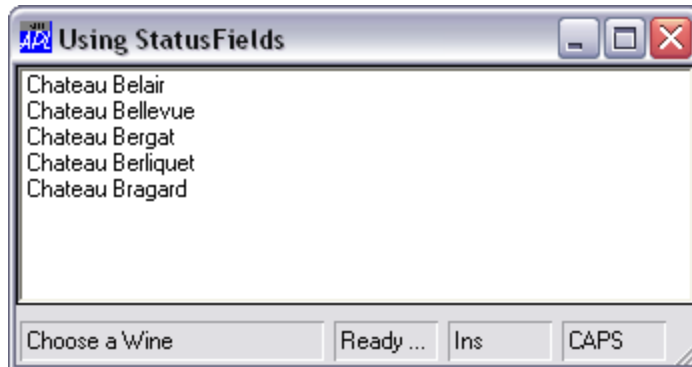 Using StatusFields
Chateau Belair
Chateau Bellevue
Chateau Bergat
Chateau Berliquet
Chateau Bragard
Choose a Wine Ready ... Ins CAPS